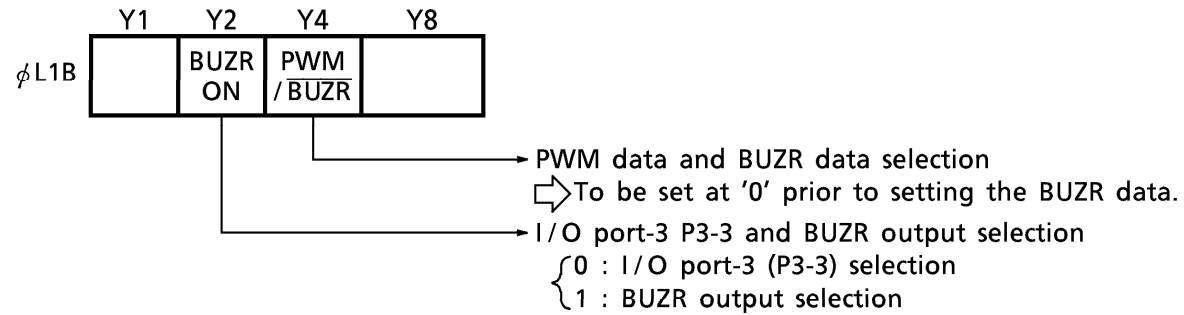 Y1 Y2 Y4 Y8
ϕL1B BUZR ON PWM /BUZR
PWM data and BUZR data selection
To be set at '0' prior to setting the BUZR data.
I/O port-3 P3-3 and BUZR output selection
0 : I/O port-3 (P3-3) selection
1 : BUZR output selection